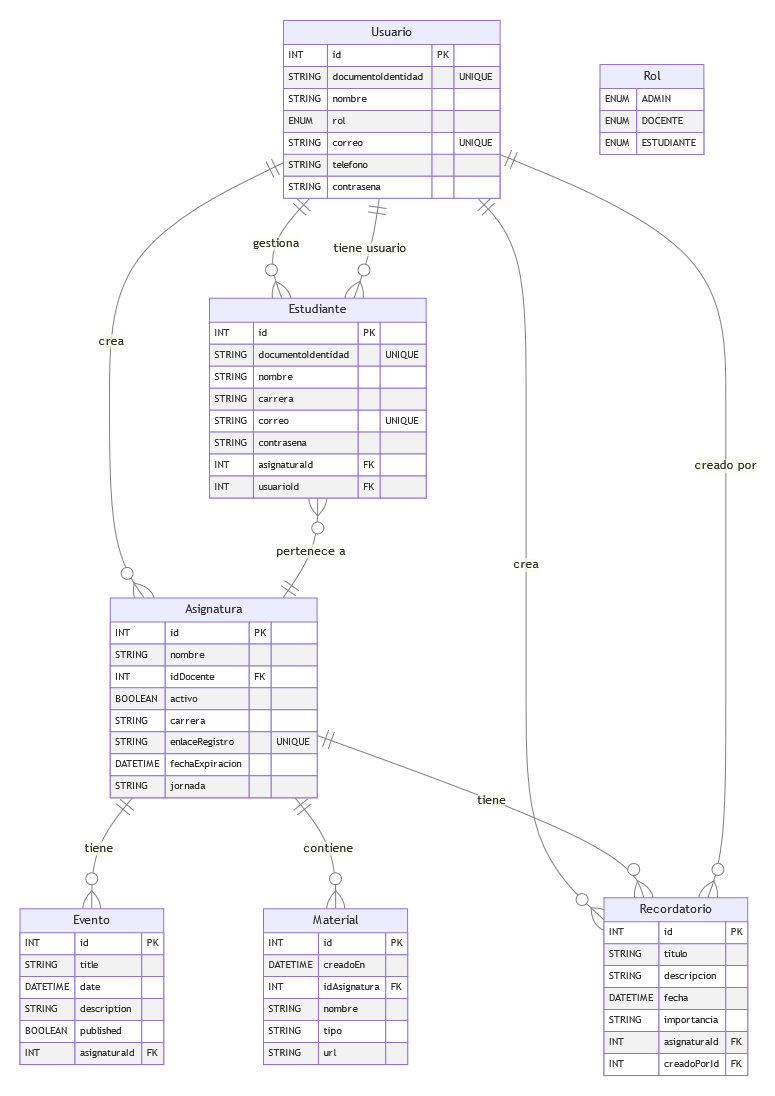 Usuario
INT id PK
STRING documentoIdentidad UNIQUE
STRING nombre
ENUM rol
STRING correo UNIQUE
STRING telefono
STRING contrasena
Rol
ENUM ADMIN
ENUM DOCENTE
ENUM ESTUDIANTE
gestiona
tiene usuario
Estudiante
INT id PK
STRING documentoIdentidad UNIQUE
STRING nombre
STRING carrera
STRING correo UNIQUE
STRING contrasena
INT asignaturaId FK
INT usuarioId FK
crea
creado por
pertenece a
crea
Asignatura
INT id PK
STRING nombre
INT idDocente FK
BOOLEAN activo
STRING carrera
STRING enlaceRegistro UNIQUE
DATETIME fechaExpiracion
STRING jornada
tiene
tiene
contiene
Evento
INT id PK
STRING title
DATETIME date
STRING description
BOOLEAN published
INT asignaturaId FK
Material
INT id PK
DATETIME creadoEn
INT idAsignatura FK
STRING nombre
STRING tipo
STRING url
Recordatorio
INT id PK
STRING titulo
STRING descripcion
DATETIME fecha
STRING importancia
INT asignaturaId FK
INT creadoPorId FK